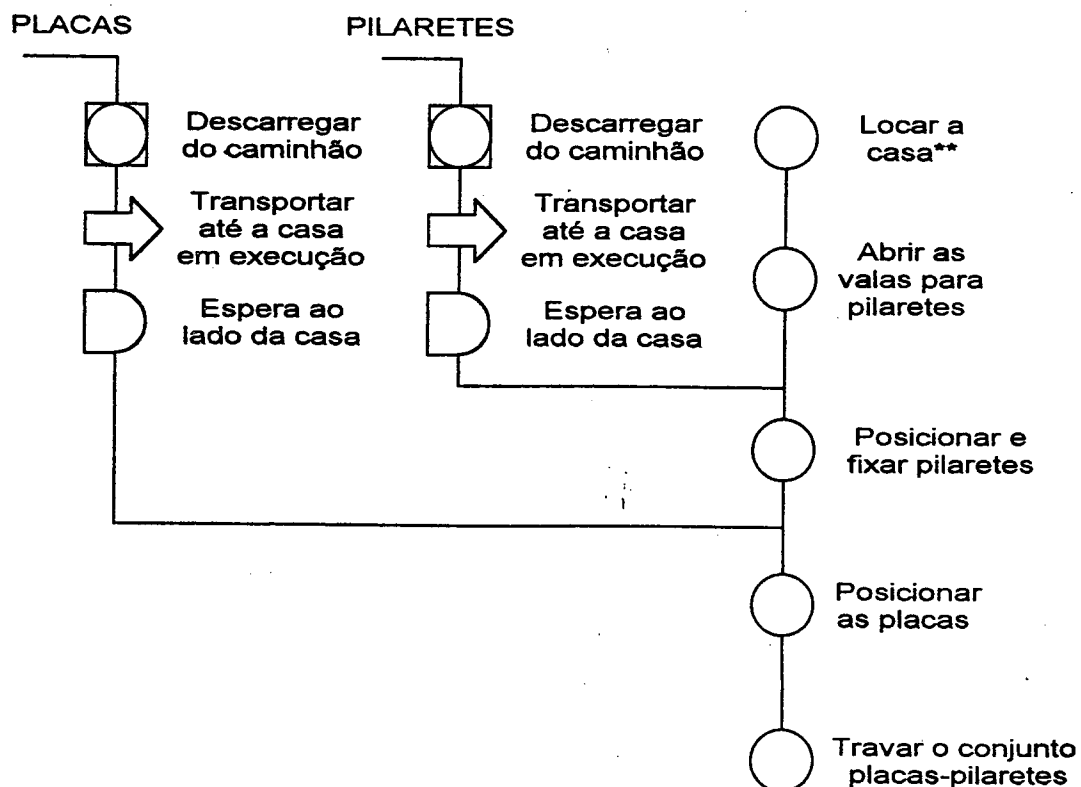 PLACAS
PILARETES
Descarregar
do caminhão
Descarregar
do caminhão
Locar a
casa**
Transportar
até a casa
em execução
Transportar
até a casa
em execução
Abrir as
valas para
pilaretes
Espera ao
lado da casa
Espera ao
lado da casa
Posicionar e
fixar pilaretes
Posicionar
as placas
Travar o conjunto
placas-pilaretes